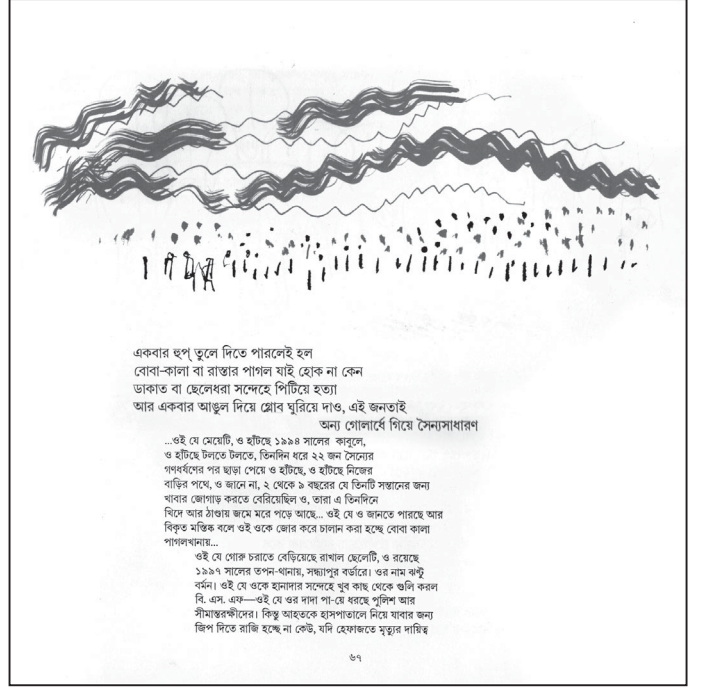 একবার হুপ্ তুলে দিতে পারলেই হল
বোবা-কালা বা রাস্তার পাগল যাই হোক না কেন
ডাকাত বা ছেলেধরা সন্দেহে পিটিয়ে হত্যা
আর একবার আঙুল দিয়ে গ্লোব ঘুরিয়ে দাও, এই জনতাই
অন্য গোলার্ধে গিয়ে সৈন্যসাধারণ
...ওই যে মেয়েটি, ও হাঁটছে ১৯৯৪ সালের কাবুলে,
ও হাঁটছে টলতে টলতে, তিনদিন ধরে ২২ জন সৈন্যের
গণধর্ষণের পর ছাড়া পেয়ে ও হাঁটছে, ও হাঁটছে নিজের
বাড়ির পথে, ও জানে না, ২ থেকে ৯ বছরের যে তিনটি সন্তানের জন্য
খাবার জোগাড় করতে বেরিয়েছিল ও, তারা এ তিনদিনে
খিদে আর ঠাণ্ডায় জমে মরে পড়ে আছে... ওই যে ও জানতে পারছে আর
বিকৃত মস্তিষ্ক বলে ওই ওকে জোর করে চালান করা হচ্ছে বোবা কালা
পাগলখানায়...
ওই যে গোরু চরাতে বেড়িয়েছে রাখাল ছেলেটি, ও রয়েছে
১৯৯৭ সালের তপন-থানায়, সন্ধ্যাপুর বর্ডারে। ওর নাম ঝণ্টু
বর্মন। ওই যে ওকে হানাদার সন্দেহে খুব কাছ থেকে গুলি করল
বি. এস. এফ—ওই যে ওর দাদা পা-য়ে ধরছে পুলিশ আর
সীমান্তরক্ষীদের। কিন্তু আহতকে হাসপাতালে নিয়ে যাবার জন্য
জিপ দিতে রাজি হচ্ছে না কেউ, যদি হেফাজতে মৃত্যুর দায়িত্ব
৬৭